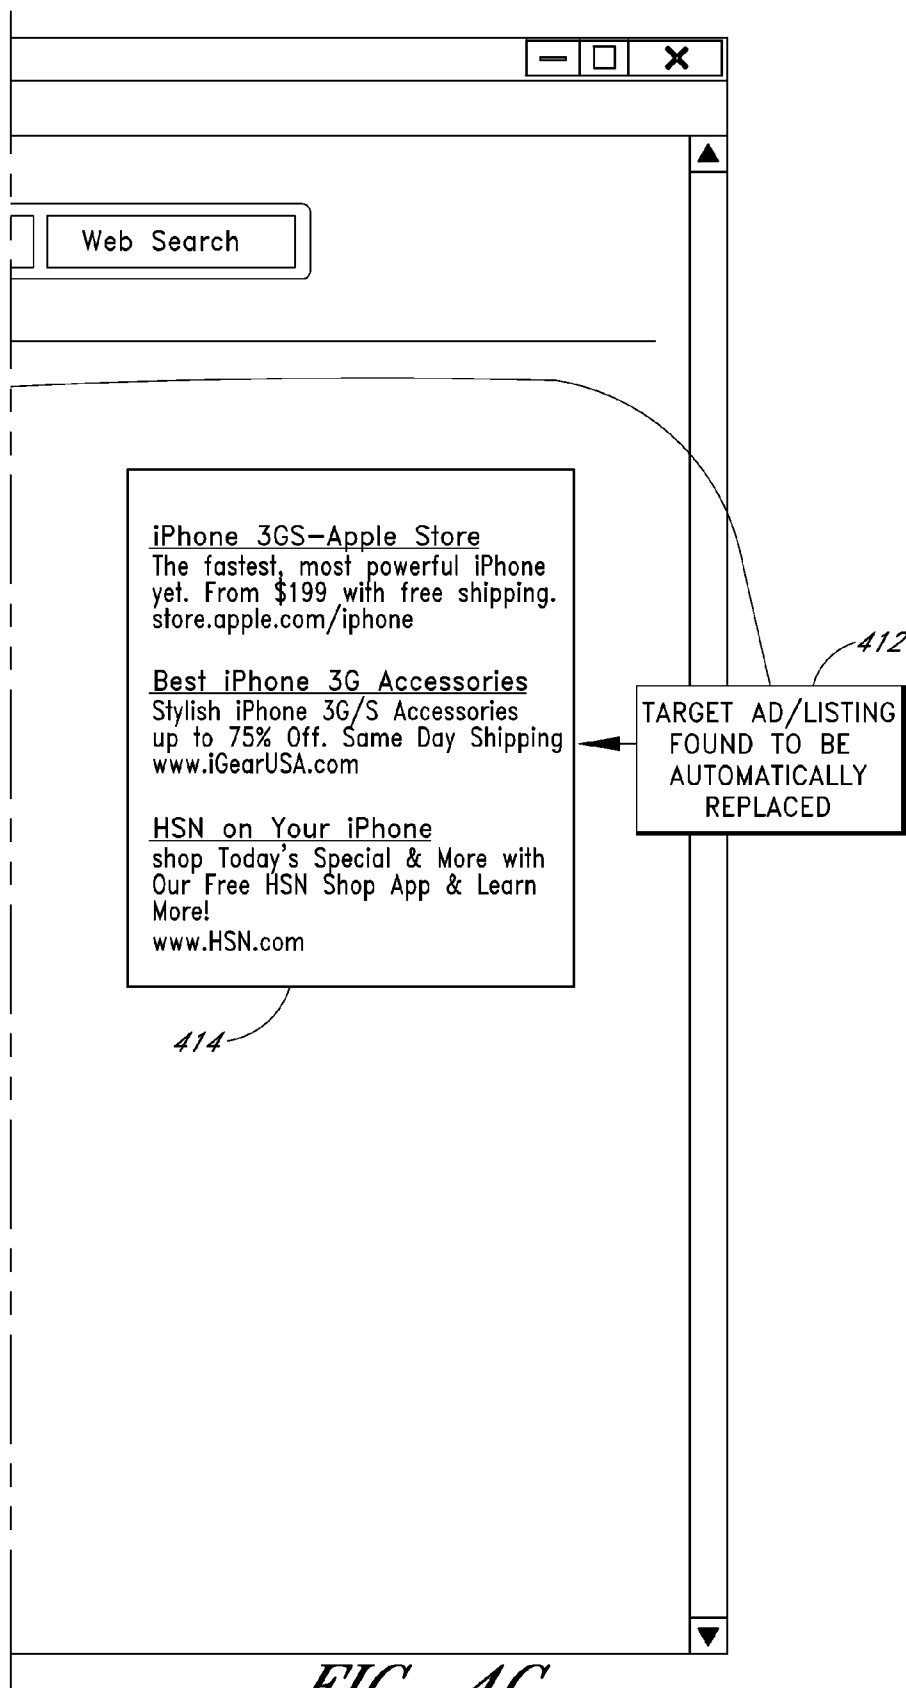 Web Search
iPhone 3GS-Apple Store
The fastest, most powerful iPhone
yet. From $199 with free shipping.
store.apple.com/iphone
412
Best iPhone 3G Accessories
Stylish iPhone 3G/S Accessories
up to 75% Off. Same Day Shipping
www.iGearUSA.com
TARGET AD/LISTING
FOUND TO BE
AUTOMATICALLY
REPLACED
HSN on Your iPhone
shop Today's Special & More with
Our Free HSN Shop App & Learn
More!
www.HSN.com
414